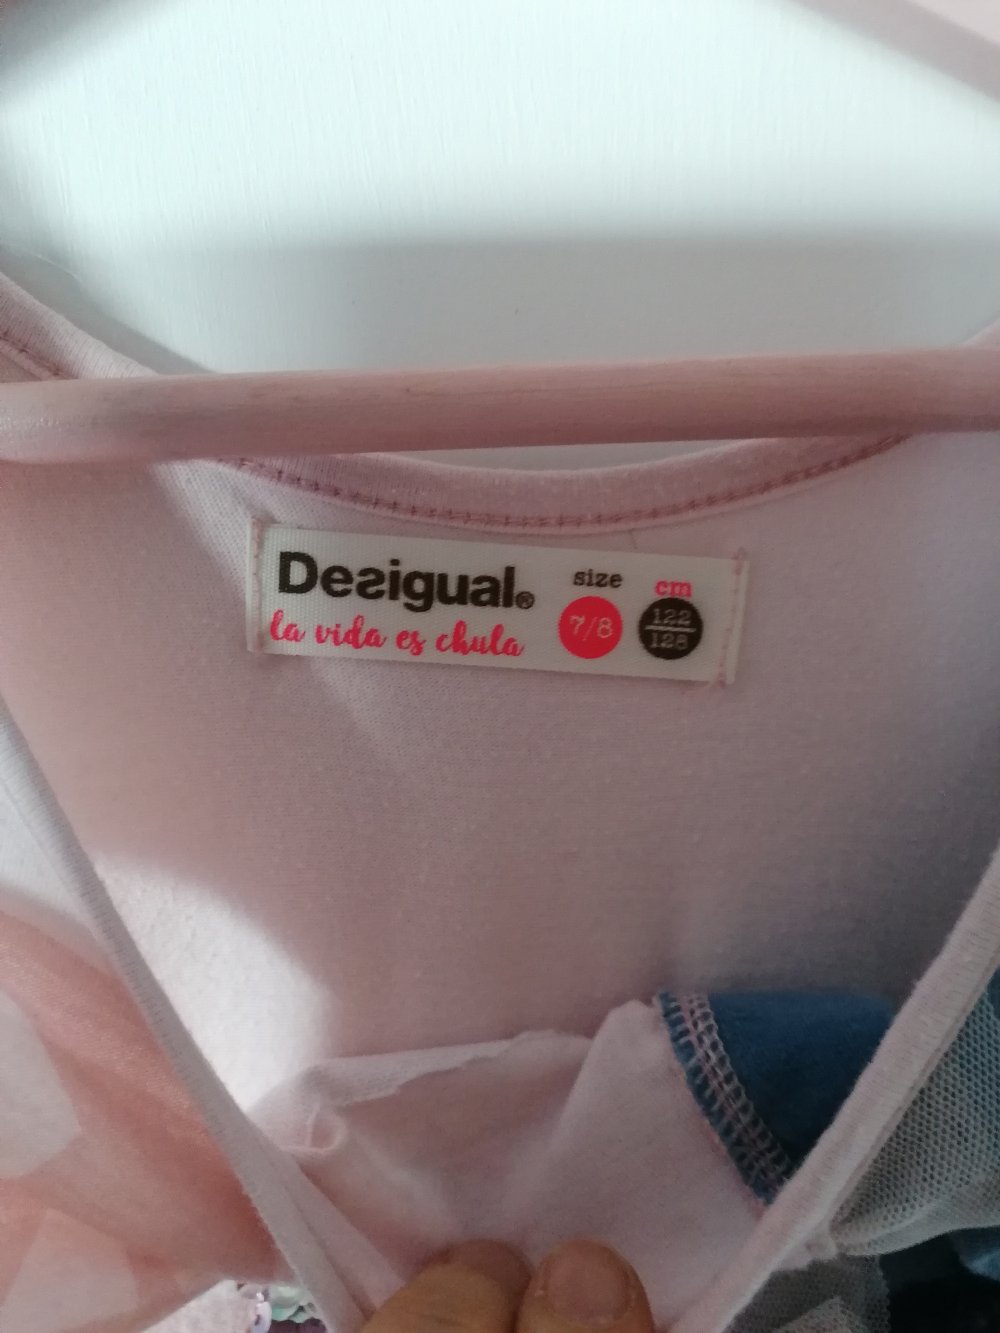 Desigual®
la vida es chula
size
7/8
cm
122
128